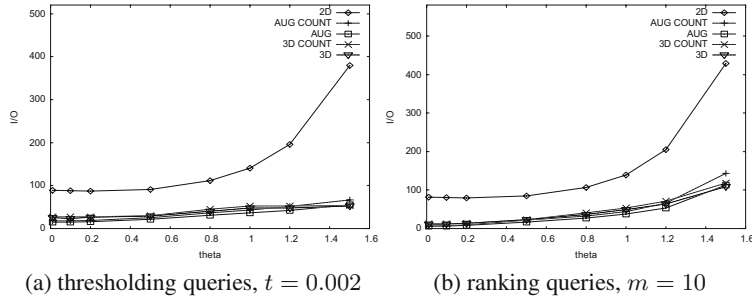 500
400
300
200
100
0
I/O
2D
AUG COUNT
AUG
3D COUNT
3D
0 0.2 0.4 0.6 0.8 1.0 1.2 1.4 1.6
theta
(a) thresholding queries, t = 0.002
500
400
300
200
100
0
I/O
2D
AUG COUNT
AUG
3D COUNT
3D
0 0.2 0.4 0.6 0.8 1 1.2 1.4 1.6
theta
(b) ranking queries, m = 10